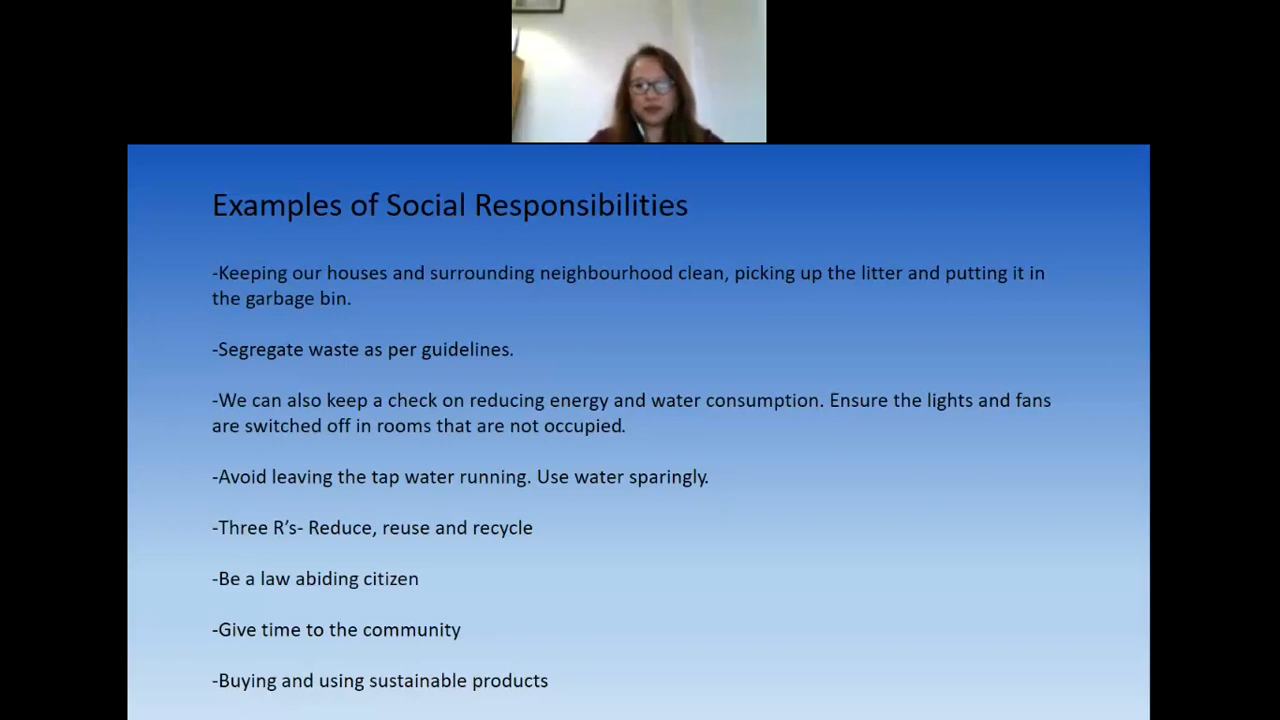 Examples of Social Responsibilities
-Keeping our houses and surrounding neighbourhood clean, picking up the litter and putting it in
the garbage bin.
-Segregate waste as per guidelines.
-We can also keep a check on reducing energy and water consumption. Ensure the lights and fans
are switched off in rooms that are not occupied.
-Avoid leaving the tap water running. Use water sparingly.
-Three R’s- Reduce, reuse and recycle
-Be a law abiding citizen
-Give time to the community
-Buying and using sustainable products